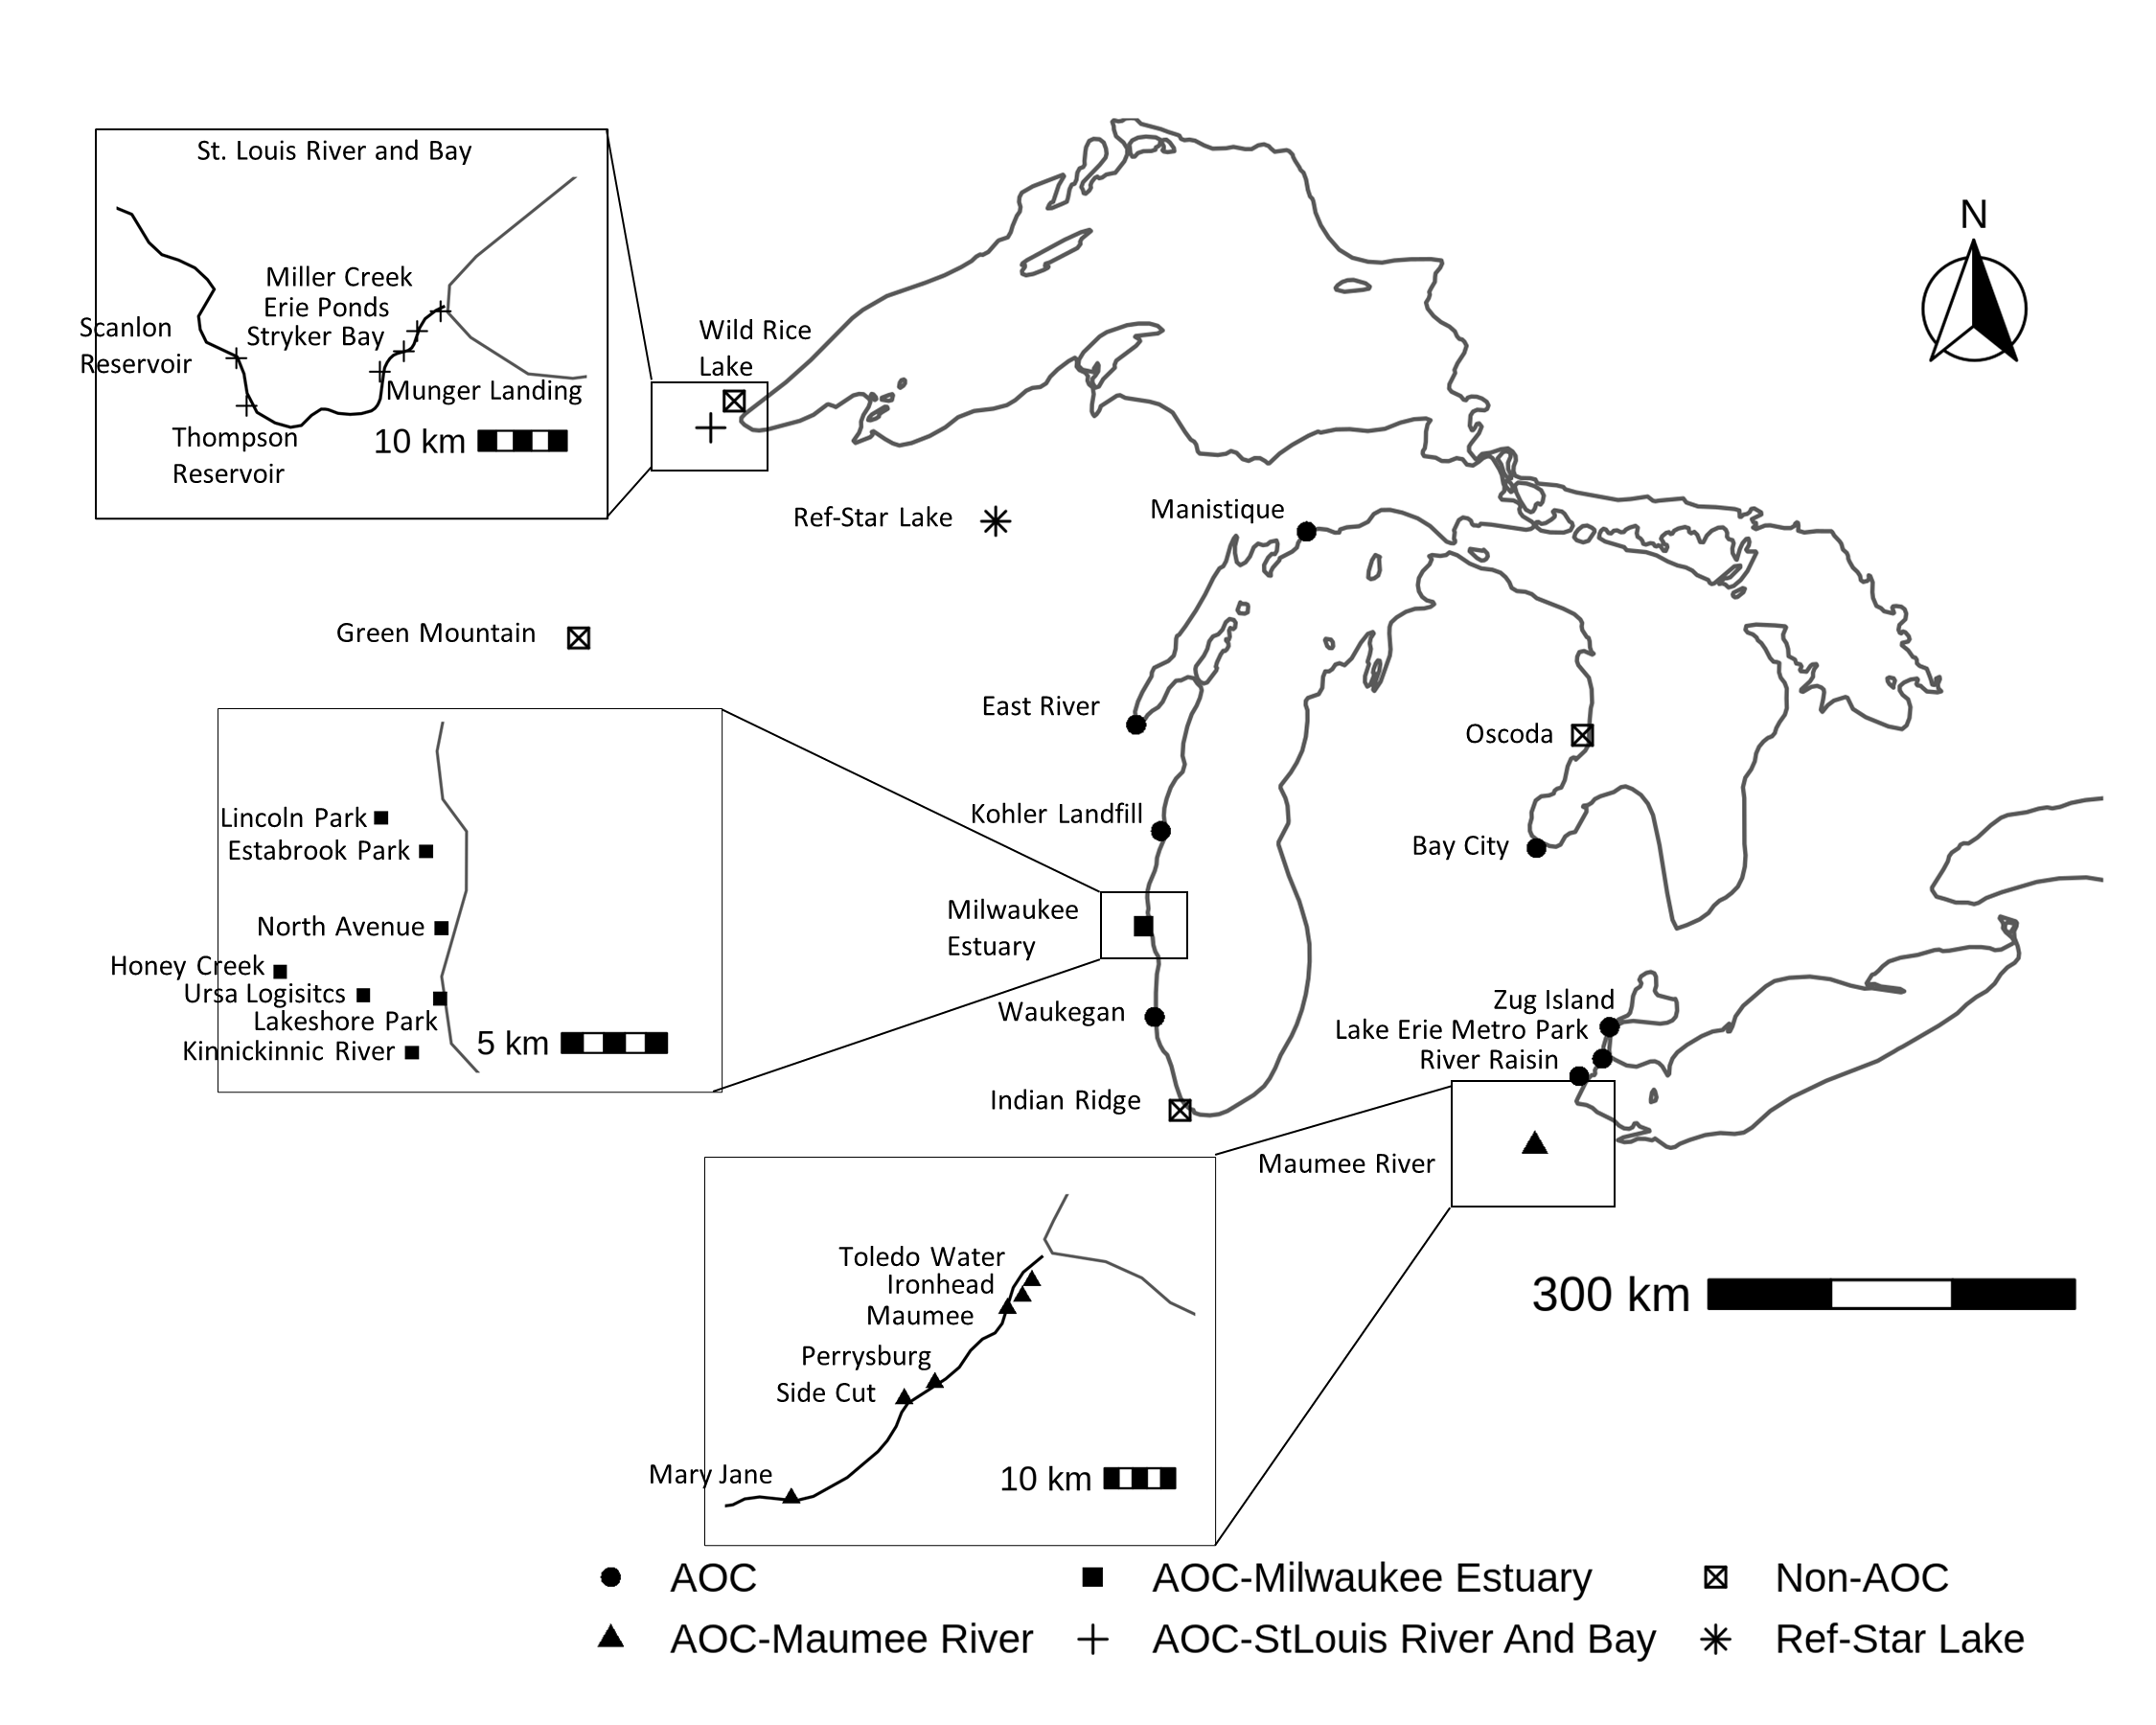 St. Louis River and Bay
Miller Creek
Erie Ponds
Stryker Bay
Scanlon
Reservoir
Munger Landing
Thompson
Reservoir
10 km
N
Wild Rice
Lake
Ref-Star Lake
Manistique
Green Mountain
East River
Oscoda
Kohler Landfill
Bay City
Milwaukee
Estuary
Lincoln Park
Estabrook Park
North Avenue
Honey Creek
Ursa Logisitcs
Lakeshore Park
Kinnickinnic River
5 km
Waukegan
Zug Island
Lake Erie Metro Park
River Raisin
Indian Ridge
Maumee River
Toledo Water
Ironhead
Maumee
Perrysburg
Side Cut
Mary Jane
10 km
300 km
AOC
AOC-Milwaukee Estuary
Non-AOC
AOC-Maumee River
AOC-StLouis River And Bay
Ref-Star Lake